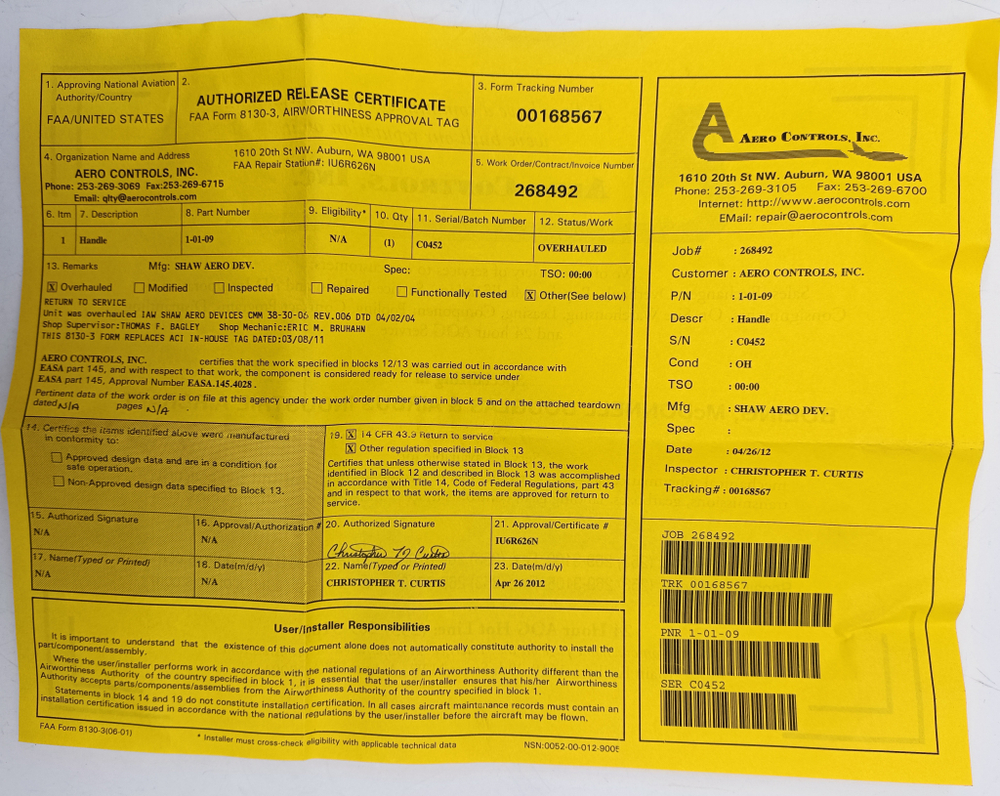 1. Approving National Aviation
Authority/Country
FAA/UNITED STATES
2.
AUTHORIZED RELEASE CERTIFICATE
FAA Form 8130-3, AIRWORTHINESS APPROVAL TAG
3. Form Tracking Number
00168567
4. Organization Name and Address
1610 20th St NW. Auburn, WA 98001 USA
FAA Repair Station#: IU6R626N
AERO CONTROLS, INC.
Phone: 253-269-3069 Fax:253-269-6715
Email: qlty@aerocontrols.com
5. Work Order/Contract/Invoice Number
268492
6. Itm 7. Description 8. Part Number 9. Eligibility* 10. Qty 11. Serial/Batch Number 12. Status/Work
1 Handle 1-01-09 N/A (1) C0452 OVERHAULED
13. Remarks Mfg: SHAW AERO DEV. Spec: TSO: 00:00
X Overhauled Modified Inspected Repaired Functionally Tested X Other(See below)
RETURN TO SERVICE
Unit was overhauled IAW SHAW AERO DEVICES CMM 38-30-06 REV.006 DTD 04/02/04
Shop Supervisor:THOMAS F. BAGLEY Shop Mechanic:ERIC M. BRUHAHN
THIS 8130-3 FORM REPLACES ACI IN-HOUSE TAG DATED:03/08/11
AERO CONTROLS, INC. certifies that the work specified in blocks 12/13 was carried out in accordance with
EASA part 145, and with respect to that work, the component is considered ready for release to service under
EASA part 145, Approval Number EASA.145.4028 .
Pertinent data of the work order is on file at this agency under the work order number given in block 5 and on the attached teardown
dated N/A pages N/A .
14. Certifies the items identified above were manufactured
in conformity to:
Approved design data and are in a condition for
safe operation.
Non-Approved design data specified to Block 13.
19. X 14 CFR 43.9 Return to service
X Other regulation specified in Block 13
Certifies that unless otherwise stated in Block 13, the work
identified in Block 12 and described in Block 13 was accomplished
in accordance with Title 14, Code of Federal Regulations, part 43
and in respect to that work, the items are approved for return to
service.
15. Authorized Signature
N/A
16. Approval/Authorization #
N/A
20. Authorized Signature
Christopher T Curtis
21. Approval/Certificate #
IU6R626N
17. Name(Typed or Printed)
N/A
18. Date(m/d/y)
N/A
22. Name(Typed or Printed)
CHRISTOPHER T. CURTIS
23. Date(m/d/y)
Apr 26 2012
User/Installer Responsibilities
It is important to understand that the existence of this document alone does not automatically constitute authority to install the
part/component/assembly.
Where the user/installer performs work in accordance with the national regulations of an Airworthiness Authority different than the
Airworthiness Authority of the country specified in block 1, it is essential that the user/installer ensures that his/her Airworthiness
Authority accepts parts/components/assemblies from the Airworthiness Authority of the country specified in block 1.
Statements in block 14 and 19 do not constitute installation certification. In all cases aircraft maintenance records must contain an
installation certification issued in accordance with the national regulations by the user/installer before the aircraft may be flown.
FAA Form 8130-3(06-01)
* Installer must cross-check eligibility with applicable technical data
NSN:0052-00-012-9005
AERO CONTROLS, INC.
1610 20th St NW. Auburn, WA 98001 USA
Phone: 253-269-3105 Fax: 253-269-6700
Internet: http://www.aerocontrols.com
EMail: repair@aerocontrols.com
Job# : 268492
Customer : AERO CONTROLS, INC.
P/N : 1-01-09
Descr : Handle
S/N : C0452
Cond : OH
TSO : 00:00
Mfg : SHAW AERO DEV.
Spec :
Date : 04/26/12
Inspector : CHRISTOPHER T. CURTIS
Tracking# : 00168567
JOB 268492
TRK 00168567
PNR 1-01-09
SER C0452